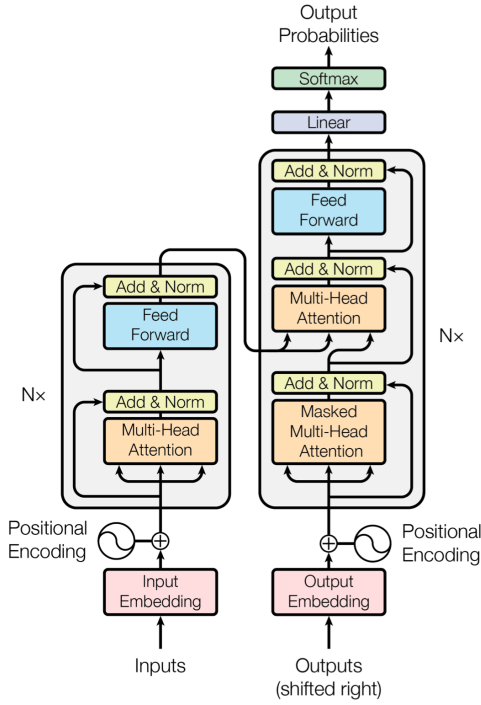 Output
Probabilities
Softmax
Linear
Add & Norm
Feed
Forward
Add & Norm
Multi-Head
Attention
Nx
Add & Norm
Masked
Multi-Head
Attention
Add & Norm
Feed
Forward
N×
Add & Norm
Multi-Head
Attention
Positional
Encoding
Positional
Encoding
Input
Embedding
Output
Embedding
Inputs
Outputs
(shifted right)